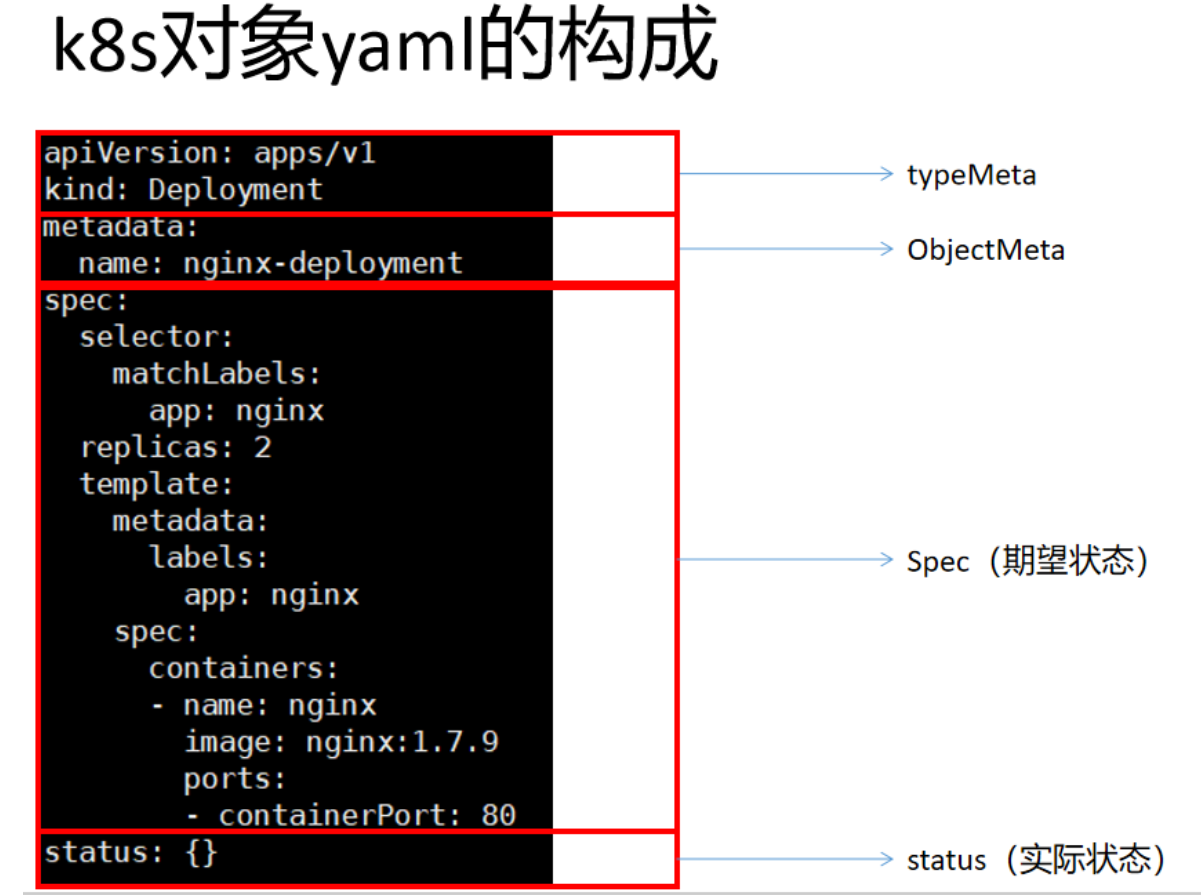 k8s对象yaml的构成
apiVersion: apps/v1
kind: Deployment
typeMeta
metadata:
  name: nginx-deployment
ObjectMeta
spec:
  selector:
    matchLabels:
      app: nginx
  replicas: 2
  template:
    metadata:
      labels:
        app: nginx
    spec:
      containers:
      - name: nginx
        image: nginx:1.7.9
        ports:
        - containerPort: 80
Spec（期望状态）
status: {}
status（实际状态）